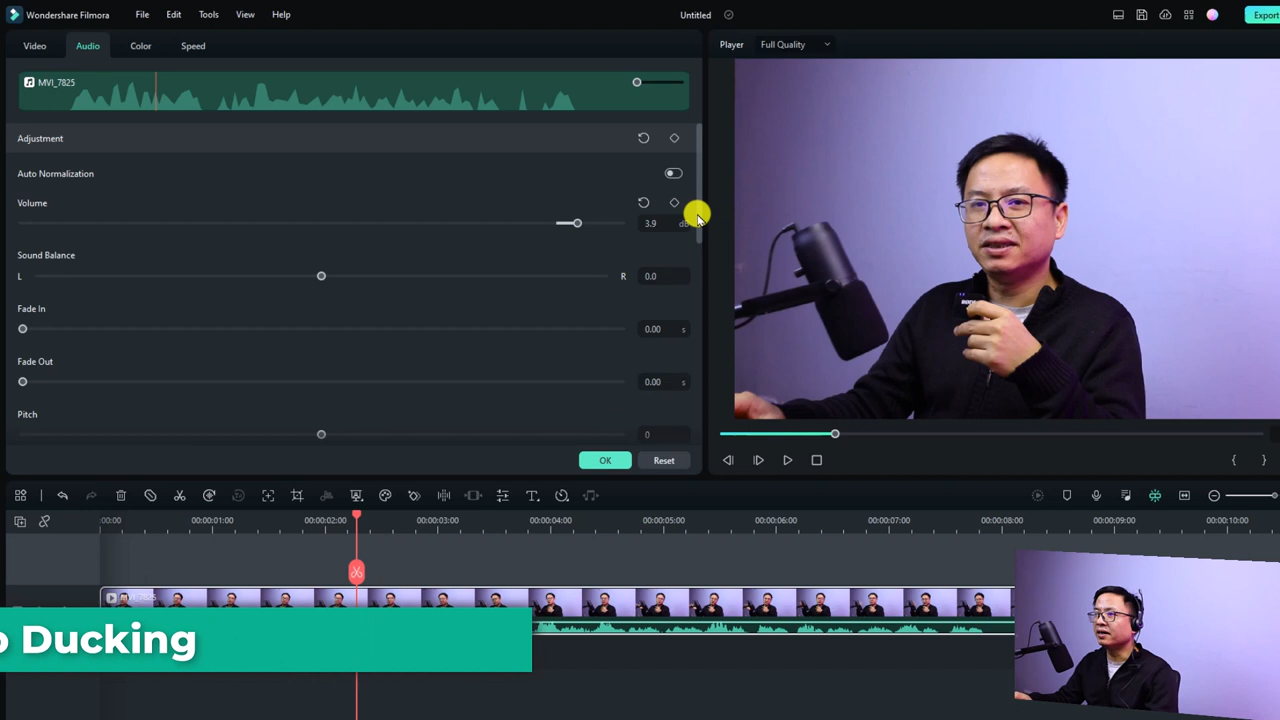 Wondershare Filmora File Edit Tools View Help Untitled Export
Video Audio Color Speed Player Full Quality
MVI_7825
Adjustment
Auto Normalization
Volume
3.9 dB
Sound Balance
L R 0.0
Fade In
0.00 s
Fade Out
0.00 s
Pitch
0
OK Reset
{ }
:00:00 00:00:01:00 00:00:02:00 00:00:03:00 00:00:04:00 00:00:05:00 00:00:06:00 00:00:07:00 00:00:08:00 00:00:09:00 00:00:10:00
MVI-7825
o Ducking